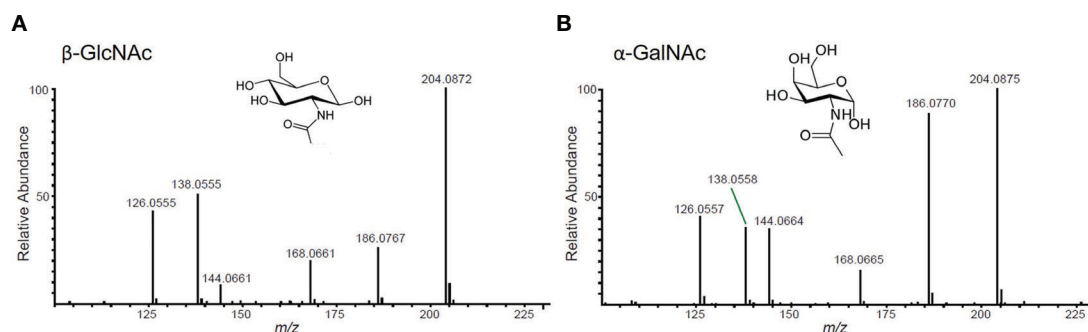 A
β-GlcNAc
OH
HO
O
HO
OH
NH
O
204.0872
138.0555
126.0555
144.0661
168.0661
186.0767
100
50
Relative Abundance
125
150
175
200
225
m/z
B
α-GalNAc
OH
OH
O
HO
HN
OH
O
204.0875
186.0770
138.0558
126.0557
144.0664
168.0665
100
50
Relative Abundance
125
150
175
200
225
m/z